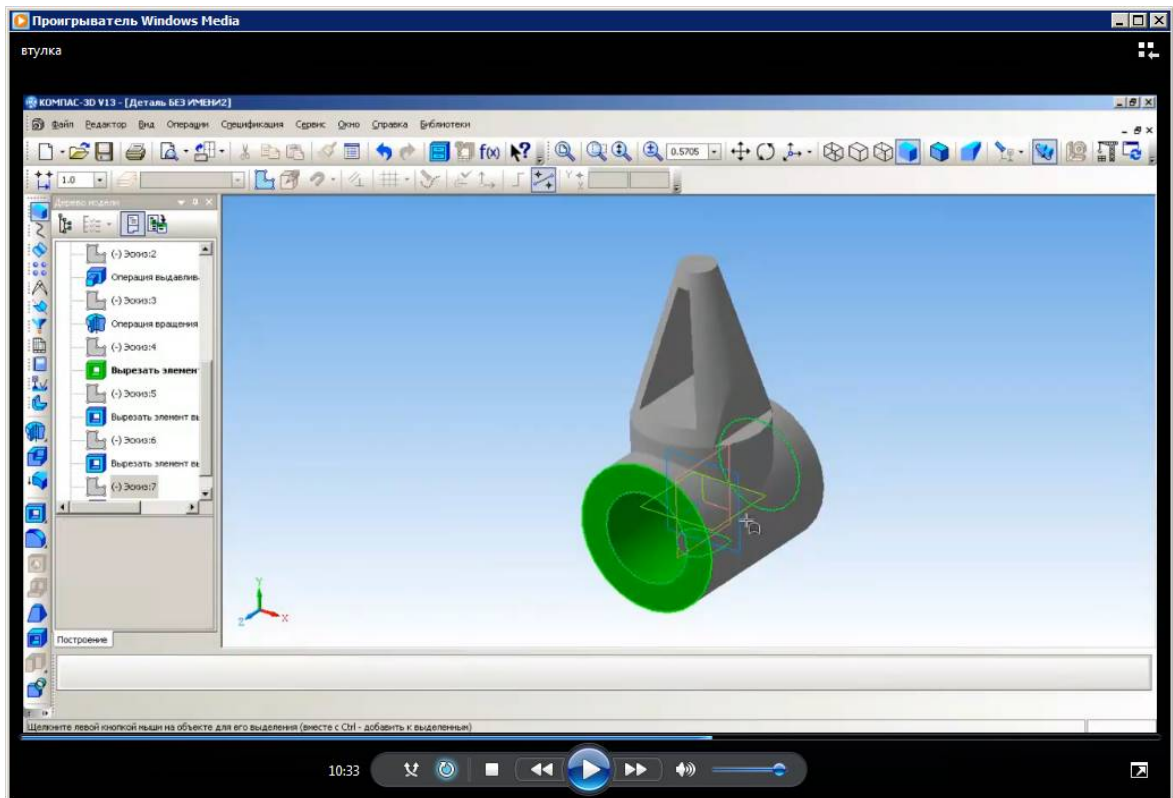 Проигрыватель Windows Media
втулка
КОМПАС-3D V13 - [Деталь БЕЗ ИМЕНИ2]
Файл Редактор Вид Операции Спецификация Сервис Окно Справка Библиотеки
0.5705
1.0
Дерево модели
(-) Эскиз:2
Операция выдавлив
(-) Эскиз:3
Операция вращения
(-) Эскиз:4
Вырезать элемен
(-) Эскиз:5
Вырезать элемент вы
(-) Эскиз:6
Вырезать элемент вы
(-) Эскиз:7
Y
Z X
Построение
Щелкните левой кнопкой мыши на объекте для его выделения (вместе с Ctrl - добавить к выделенным)
10:33